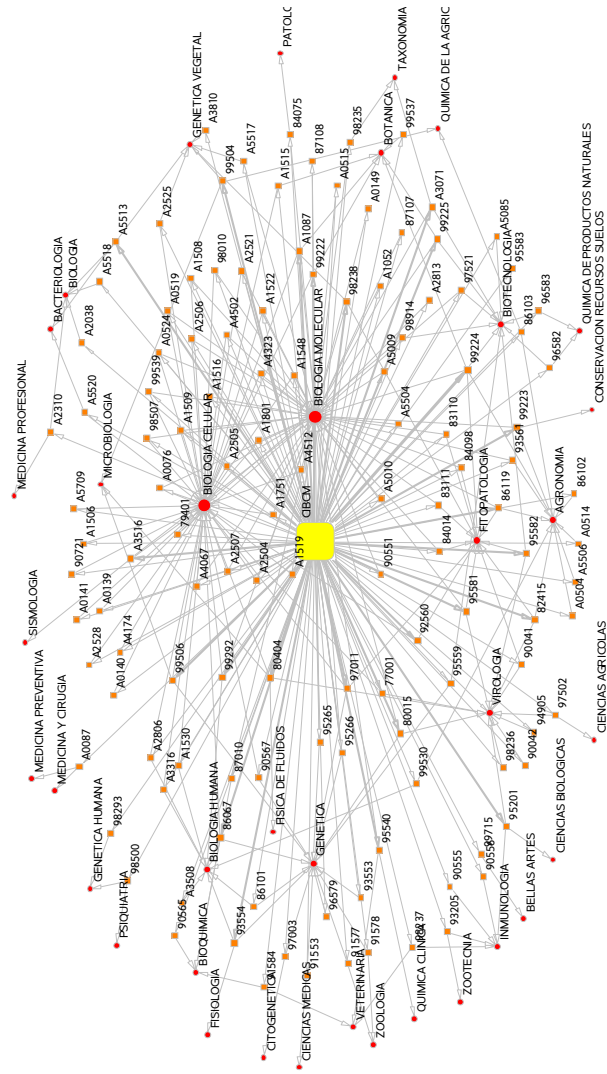 PATOLO
GENETICA VEGETAL
A3810
84075
TAXONOMIA
98235
99537
QUIMICA DE LA AGRIC
BOTANICA
A5517
99504
A1515
87108
A0515
A0149
A3071
87107
99225
QUIMICA DE PRODUCTOS NATURALES
CONSERVACION RECURSOS SUELOS
BACTERIOLOGIA
BIOLOGIA
A5513
A5518
A2525
A1508
98010
A2521
A1087
99222
A1052
A2813
97521
A5085
95583
BIOTECNOLOGÍA
96583
86103
96582
A2038
A0519
A0524
A2506
A4502
A1522
98238
98914
A5009
99224
MEDICINA PROFESIONAL
A2310
A5520
99539
98507
A1509
A1516
A4323
A1548
BIOLOGIA MOLECULAR
A5504
83110
99223
93561
MICROBIOLOGIA
A0076
BIOLOGIA CELULAR
A2505
A1801
A4512
A5010
84098
83111
FITOPATOLOGIA
86119
AGRONOMIA
86102
A5709
A1506
90721
A3516
79401
A1751
CIBCM
A1519
84014
95582
A0514
A5506
A0504
SISMOLOGIA
A0141
A0139
A4067
A2507
A2504
90551
95581
82415
A2528
A4174
A0140
99506
99292
80404
92560
97011
95559
77001
90041
VIROLOGIA
94905
97502
CIENCIAS AGRICOLAS
MEDICINA PREVENTIVA
MEDICINA Y CIRUGIA
A0087
A2806
A3316
A1530
87010
90567
95265
95266
80015
99530
98236
90042
GENETICA HUMANA
98293
98500
BIOLOGIA HUMANA
86067
FISICA DE FLUIDOS
GENETICA
95540
95201
CIENCIAS BIOLOGICAS
PSIQUIATRIA
A3508
90565
86101
96579
93553
90555
BELLAS ARTES
BIOQUIMICA
93554
97003
91553
91577
91578
93205
INMUNOLOGIA
FISIOLOGIA
CITOGENETICA
CIENCIAS MEDICAS
VETERINARIA
ZOOLOGIA
QUIMICA CLINICA
ZOOTECNIA